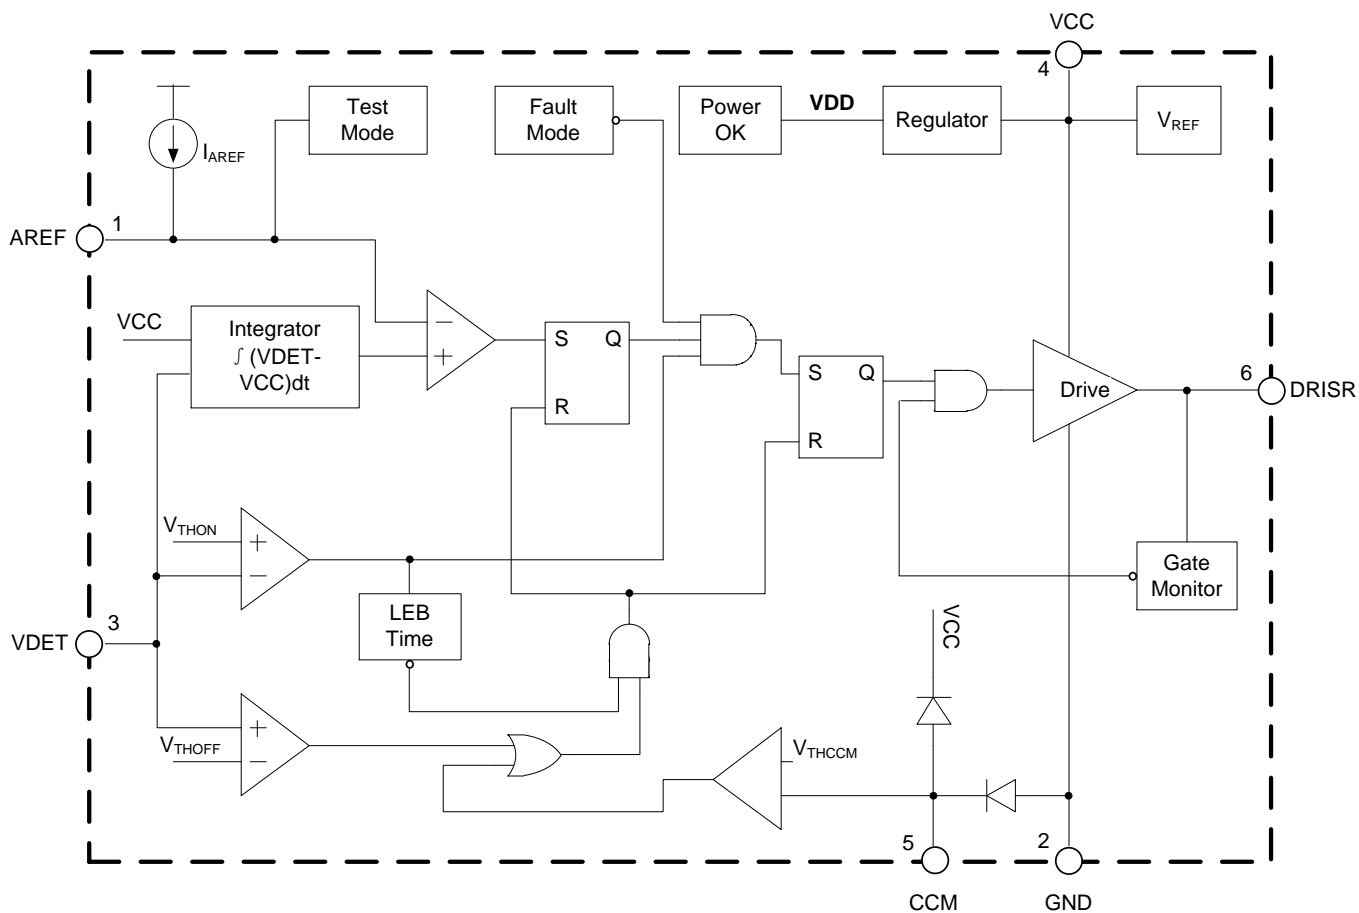 VCC
4
Test
Mode
Fault
Mode
Power
OK
VDD
Regulator
VREF
IAREF
AREF
1
VCC
Integrator
∫ (VDET-
VCC)dt
−
+
S
Q
R
S
Q
R
Drive
6
DRISR
VTHON
+
−
LEB
Time
Gate
Monitor
VDET
3
VCC
VTHOFF
+
−
VTHCCM
5
CCM
2
GND